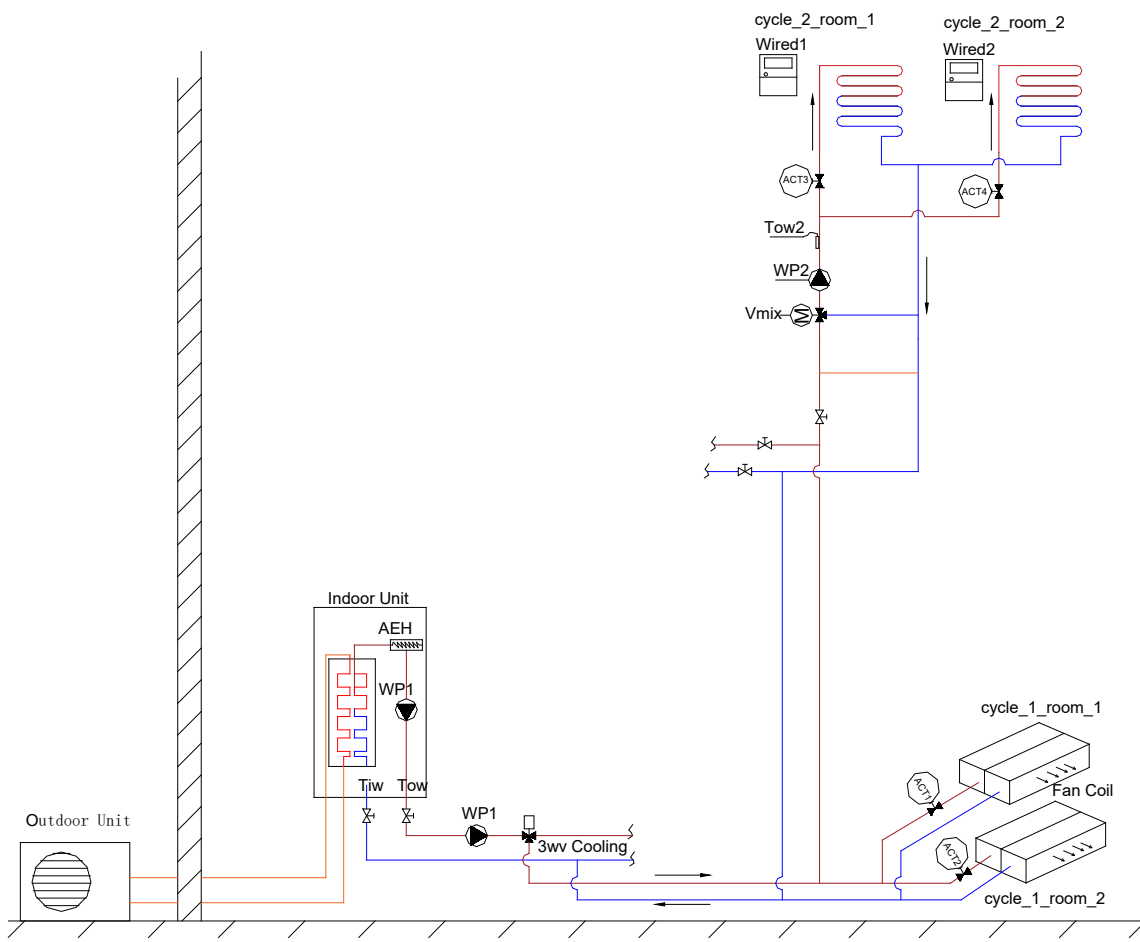 cycle_2_room_1
cycle_2_room_2
Wired1
Wired2
ACT3
ACT4
Tow2
WP2
Vmix
M
Indoor Unit
AEH
WP1
Tiw
Tow
cycle_1_room_1
ACT1
Fan Coil
Outdoor Unit
WP1
3wv Cooling
ACT2
cycle_1_room_2